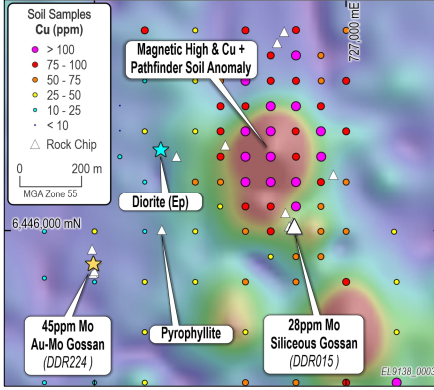 Soil Samples
Cu (ppm)
> 100
75 - 100
50 - 75
25 - 50
10 - 25
< 10
Rock Chip
0 200 m
MGA Zone 55
727,000 mE
Magnetic High & Cu +
Pathfinder Soil Anomaly
Diorite (Ep)
6,446,000 mN
45ppm Mo
Au-Mo Gossan
(DDR224)
Pyrophyllite
28ppm Mo
Siliceous Gossan
(DDR015)
EL9138_0003